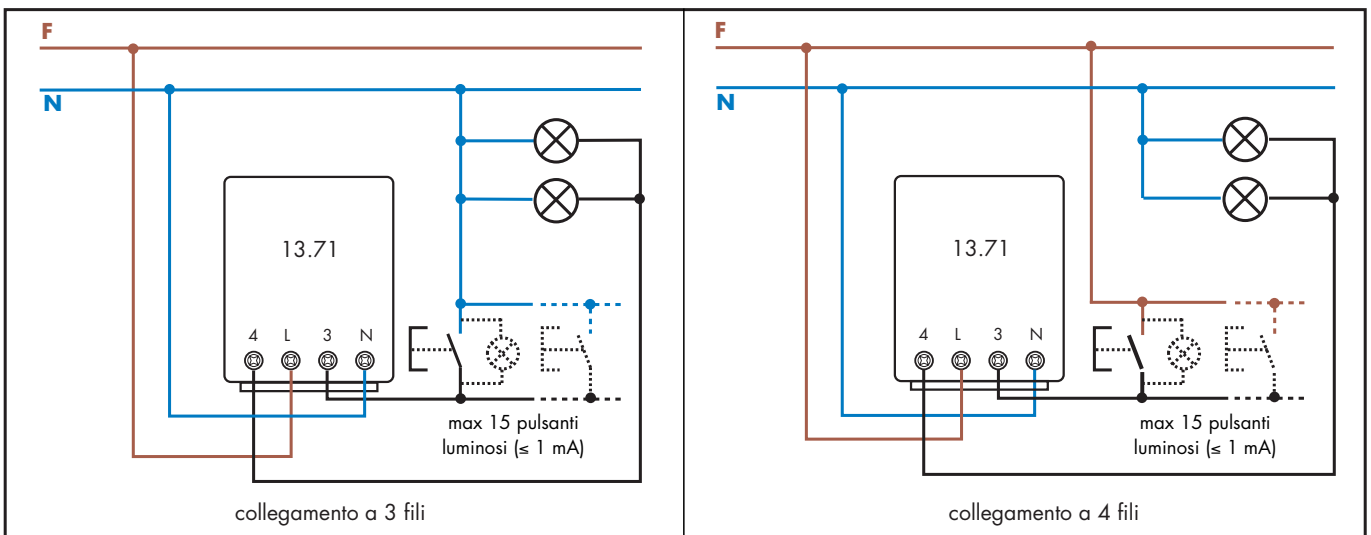 F
N
13.71
4 L 3 N
max 15 pulsanti
luminosi (≤ 1 mA)
collegamento a 3 fili
F
N
13.71
4 L 3 N
max 15 pulsanti
luminosi (≤ 1 mA)
collegamento a 4 fili